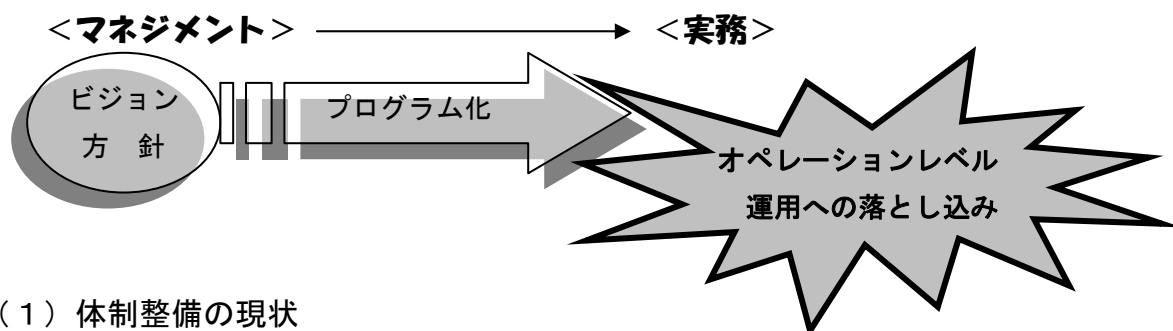 <マネジメント> <実務>
ビジョン
方 針
プログラム化
オペレーションレベル
運用への落とし込み
（１）体制整備の現状